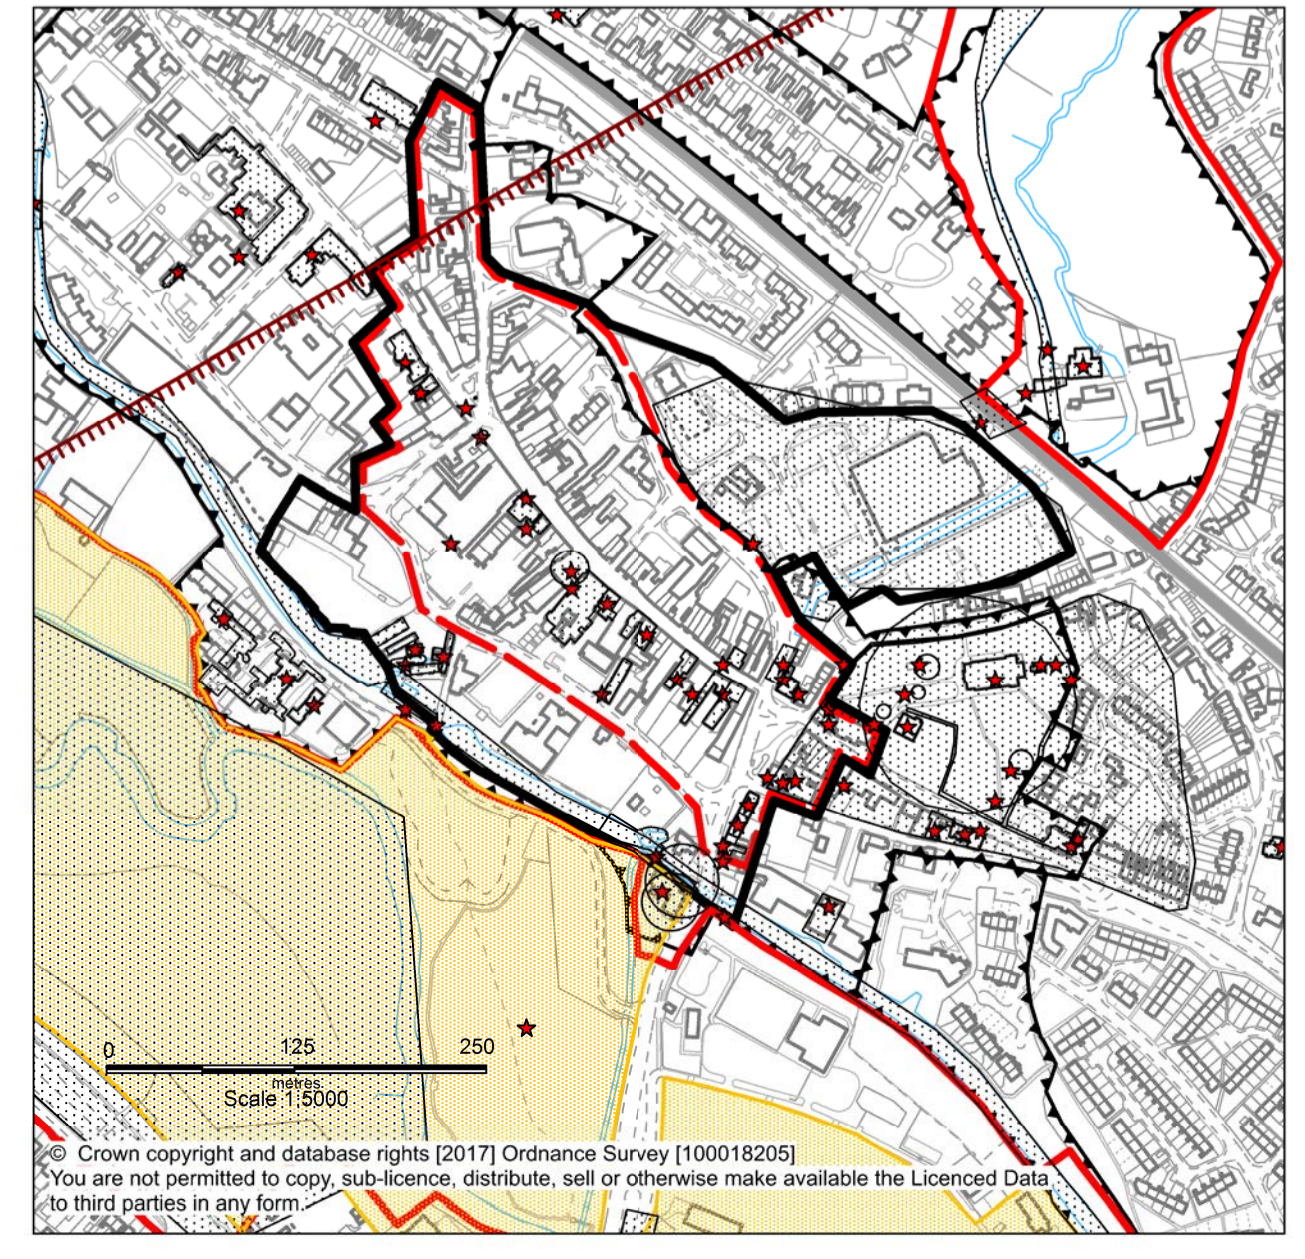 0 125 250
metres
Scale 1:5000
© Crown copyright and database rights [2017] Ordnance Survey [100018205]
You are not permitted to copy, sub-licence, distribute, sell or otherwise make available the Licenced Data
to third parties in any form.